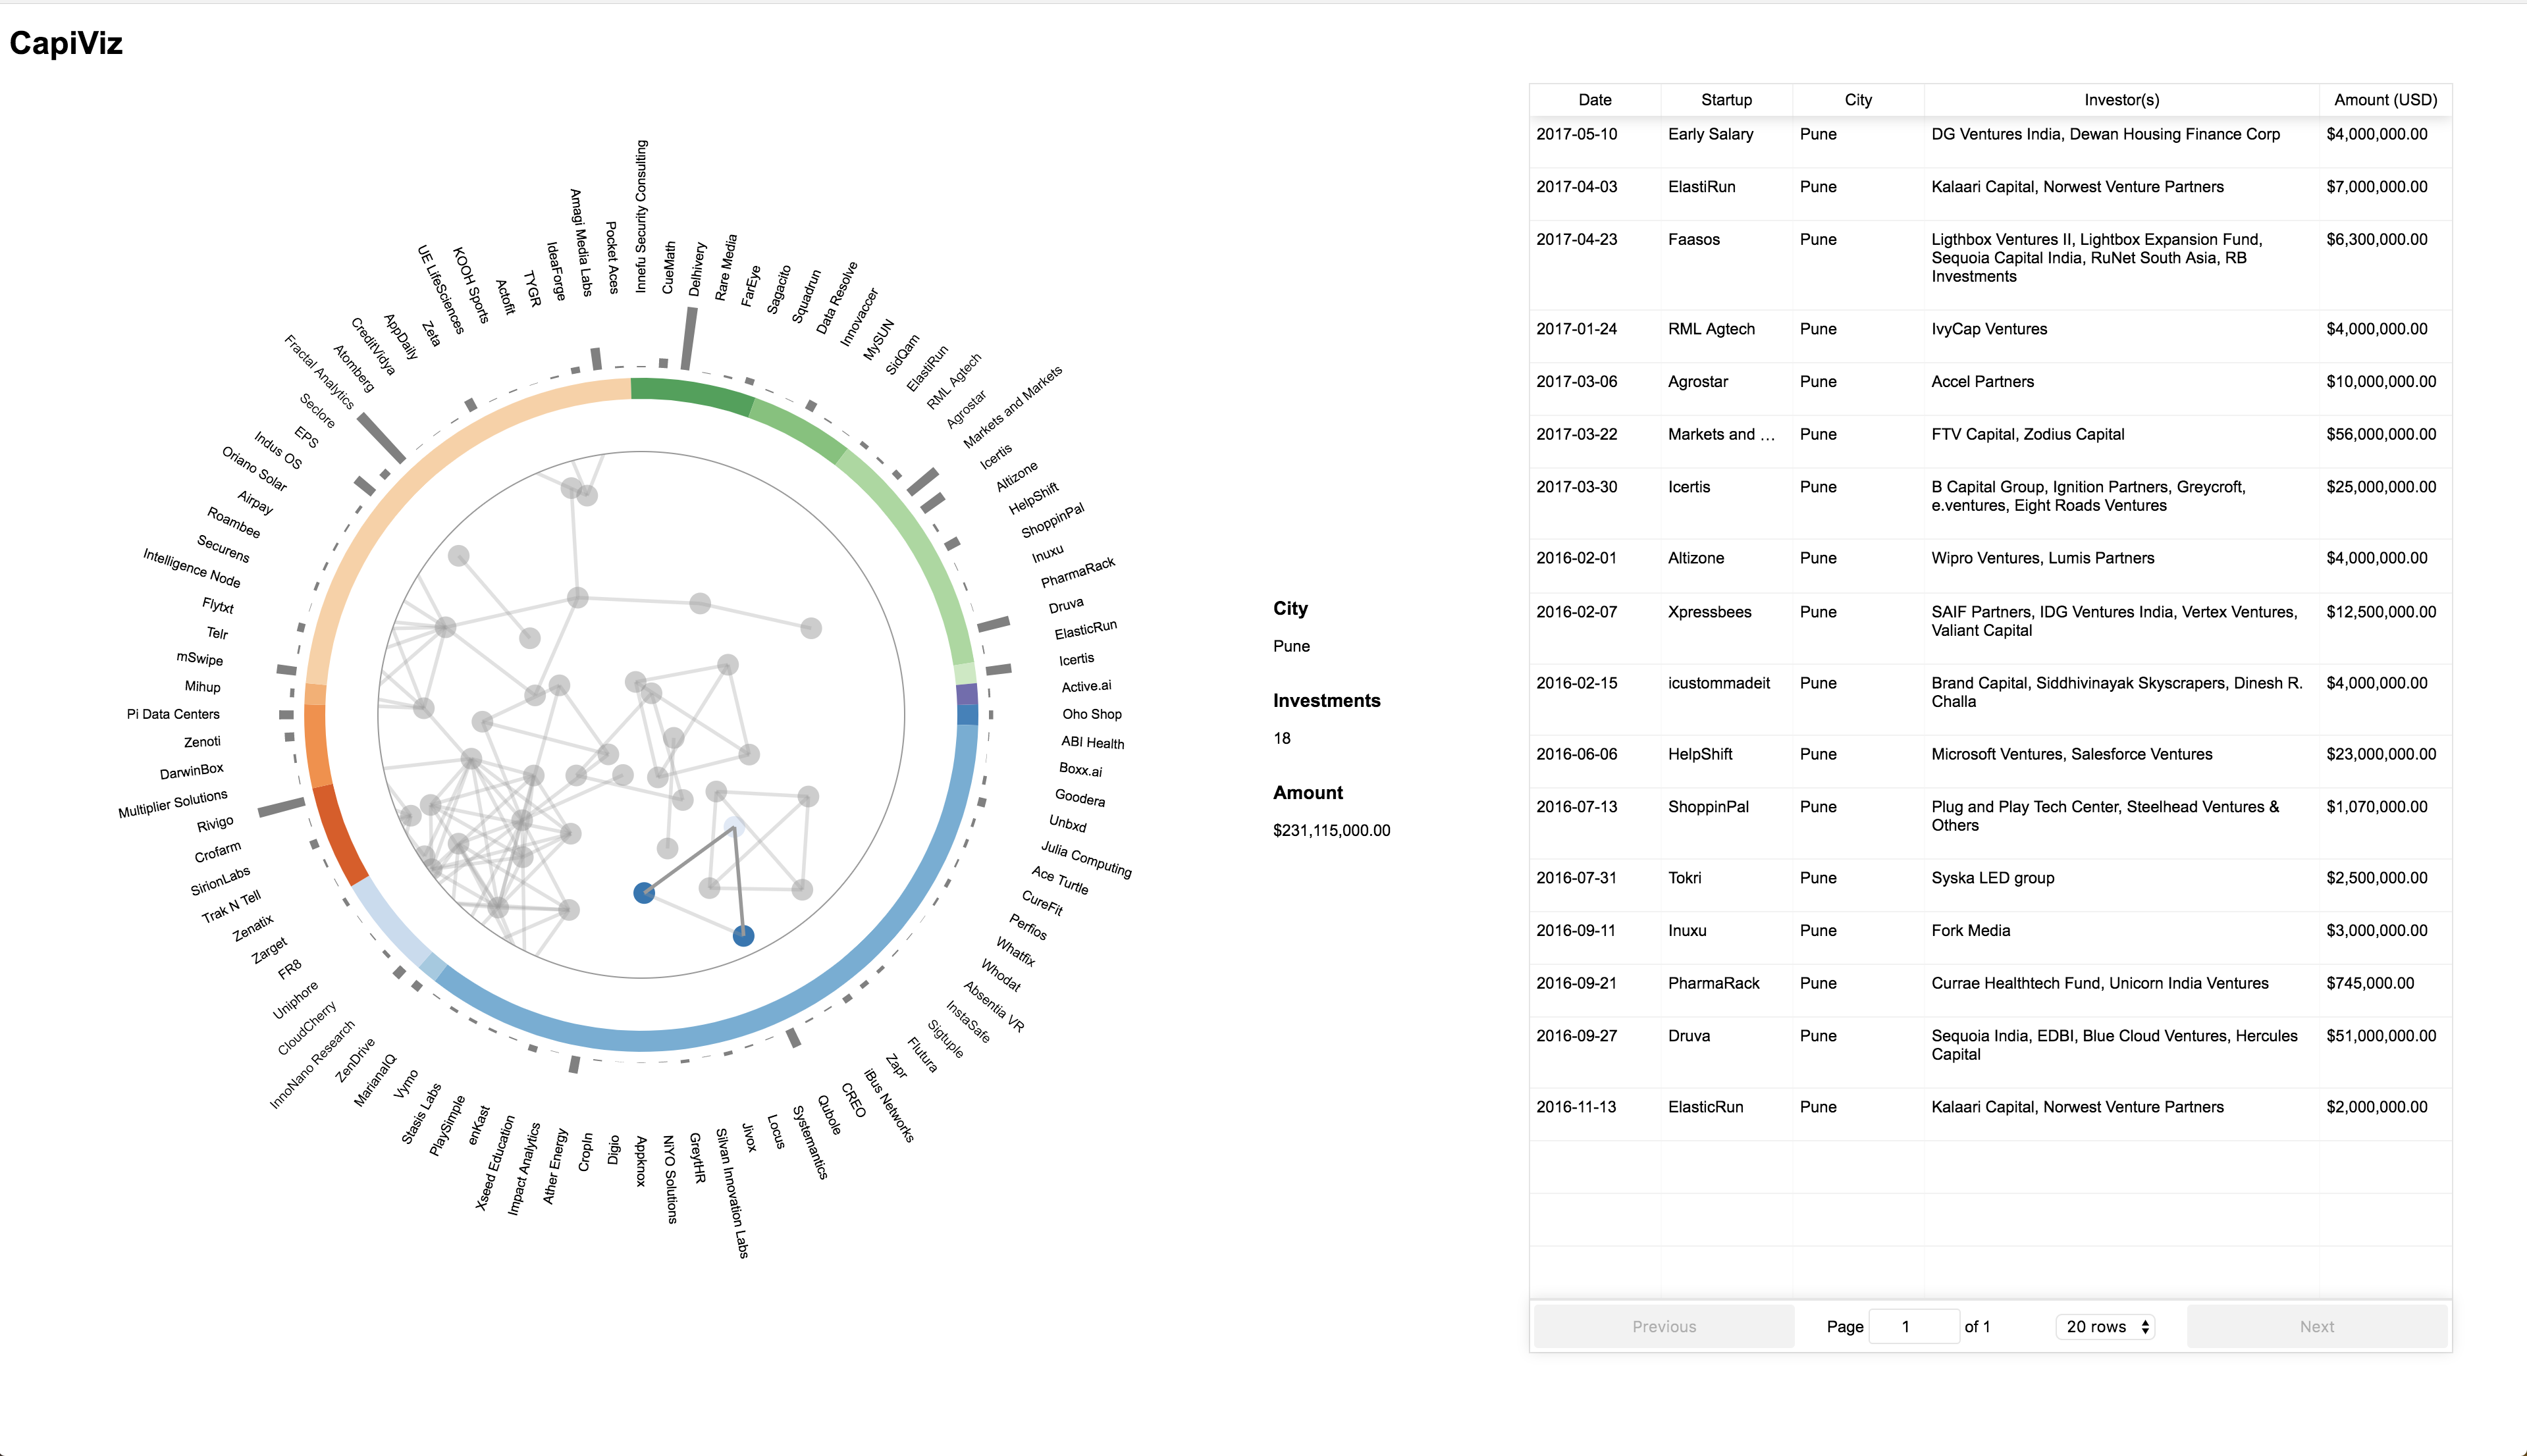 CapiViz
Innefu Security Consulting
CueMath
Delhivery
Rare Media
FarEye
Sagacito
Squadrun
Data Resolve
Innovaccer
MySUN
SidQam
ElastiRun
RML Agtech
Agrostar
Markets and Markets
Icertis
Altizone
HelpShift
ShoppinPal
Inuxu
PharmaRack
Druva
ElasticRun
Icertis
Active.ai
Oho Shop
ABI Health
Boxx.ai
Goodera
Unbxd
Julia Computing
Ace Turtle
CureFit
Perfios
Whatfix
Whodat
Absentia VR
InstaSafe
Sigtuple
Flutura
Zapr
iBus Networks
CREO
Qubole
Systemantics
Locus
Jivox
Silvan Innovation Labs
GreytHR
NiYO Solutions
Appknox
Digio
CropIn
Ather Energy
Impact Analytics
Xseed Education
enKast
PlaySimple
Stasis Labs
Vymo
MarianaIQ
ZenDrive
InnoNano Research
CloudCherry
Uniphore
FR8
Zarget
Zenatix
Trak N Tell
SirionLabs
Crofarm
Rivigo
Multiplier Solutions
DarwinBox
Zenoti
Pi Data Centers
Mihup
mSwipe
Telr
Flytxt
Intelligence Node
Securens
Roambee
Airpay
Oriano Solar
Indus OS
EPS
Seclore
Fractal Analytics
Atomberg
CreditVidya
AppDaily
Zeta
UE LifeSciences
KOOH Sports
Actofit
TYGR
IdeaForge
Amagi Media Labs
Pocket Aces
City
Pune
Investments
18
Amount
$231,115,000.00
Date Startup City Investor(s) Amount (USD)
2017-05-10 Early Salary Pune DG Ventures India, Dewan Housing Finance Corp $4,000,000.00
2017-04-03 ElastiRun Pune Kalaari Capital, Norwest Venture Partners $7,000,000.00
2017-04-23 Faasos Pune Ligthbox Ventures II, Lightbox Expansion Fund, $6,300,000.00
Sequoia Capital India, RuNet South Asia, RB
Investments
2017-01-24 RML Agtech Pune IvyCap Ventures $4,000,000.00
2017-03-06 Agrostar Pune Accel Partners $10,000,000.00
2017-03-22 Markets and ... Pune FTV Capital, Zodius Capital $56,000,000.00
2017-03-30 Icertis Pune B Capital Group, Ignition Partners, Greycroft, $25,000,000.00
e.ventures, Eight Roads Ventures
2016-02-01 Altizone Pune Wipro Ventures, Lumis Partners $4,000,000.00
2016-02-07 Xpressbees Pune SAIF Partners, IDG Ventures India, Vertex Ventures, $12,500,000.00
Valiant Capital
2016-02-15 icustommadeit Pune Brand Capital, Siddhivinayak Skyscrapers, Dinesh R. $4,000,000.00
Challa
2016-06-06 HelpShift Pune Microsoft Ventures, Salesforce Ventures $23,000,000.00
2016-07-13 ShoppinPal Pune Plug and Play Tech Center, Steelhead Ventures & $1,070,000.00
Others
2016-07-31 Tokri Pune Syska LED group $2,500,000.00
2016-09-11 Inuxu Pune Fork Media $3,000,000.00
2016-09-21 PharmaRack Pune Currae Healthtech Fund, Unicorn India Ventures $745,000.00
2016-09-27 Druva Pune Sequoia India, EDBI, Blue Cloud Ventures, Hercules $51,000,000.00
Capital
2016-11-13 ElasticRun Pune Kalaari Capital, Norwest Venture Partners $2,000,000.00
Previous Page 1 of 1 20 rows Next